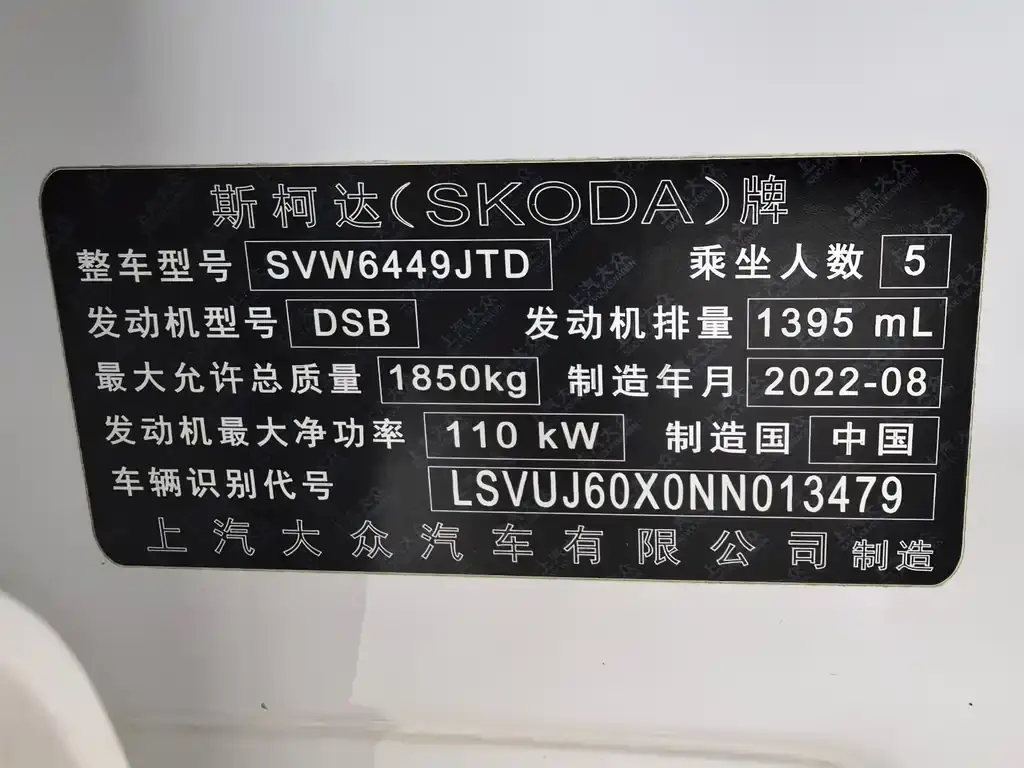 斯柯达(SKODA)牌
整车型号 SVW6449JTD 乘坐人数 5
发动机型号 DSB 发动机排量 1395 mL
最大允许总质量 1850kg 制造年月 2022-08
发动机最大净功率 110 kW 制造国 中国
车辆识别代号 LSVUJ60X0NN013479
上汽大众汽车有限公司 制造